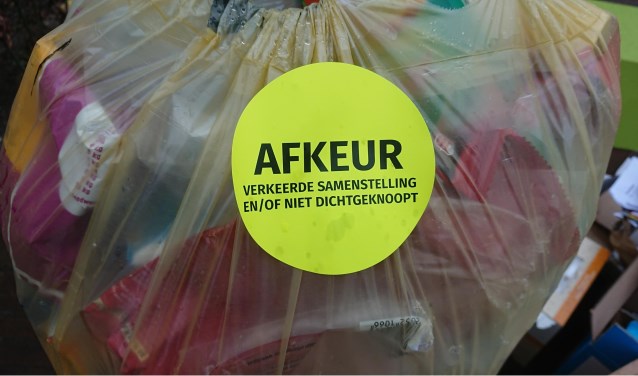 AFKEUR
VERKEERDE SAMENSTELLING
EN/OF NIET DICHTGEKNOOPT